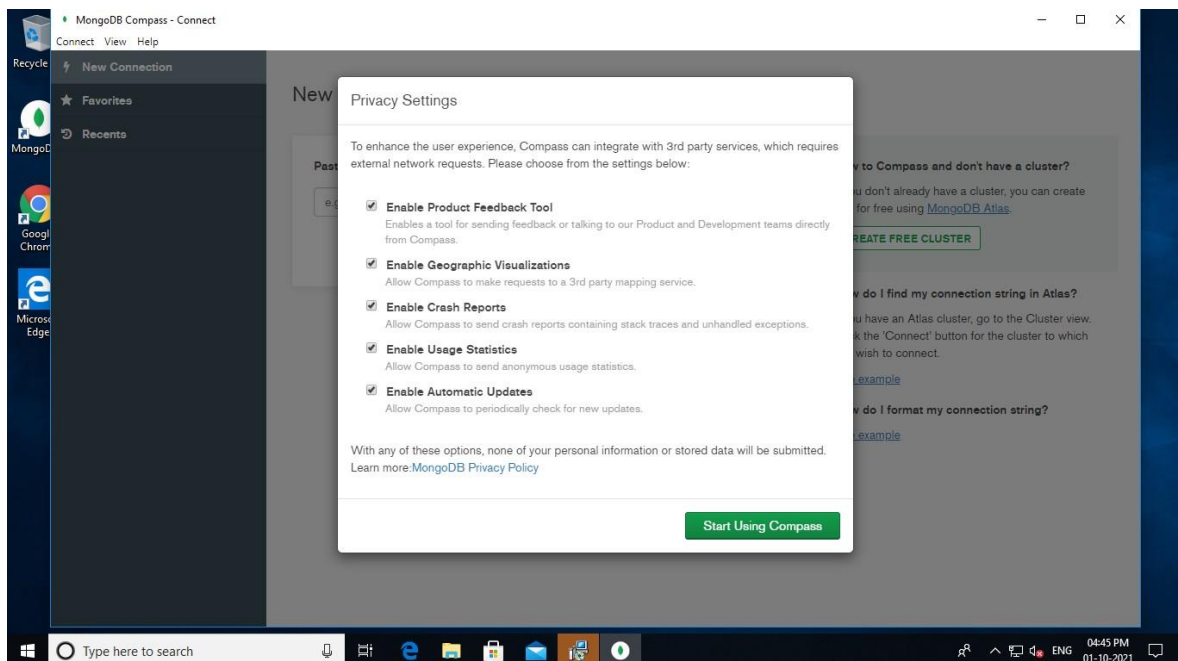 MongoDB Compass - Connect
Connect View Help
Recycle
New Connection
Favorites
Recents
New
Privacy Settings
To enhance the user experience, Compass can integrate with 3rd party services, which requires
external network requests. Please choose from the settings below:
Enable Product Feedback Tool
Enables a tool for sending feedback or talking to our Product and Development teams directly
from Compass.
Enable Geographic Visualizations
Allow Compass to make requests to a 3rd party mapping service.
Enable Crash Reports
Allow Compass to send crash reports containing stack traces and unhandled exceptions.
Enable Usage Statistics
Allow Compass to send anonymous usage statistics.
Enable Automatic Updates
Allow Compass to periodically check for new updates.
With any of these options, none of your personal information or stored data will be submitted.
Learn more:MongoDB Privacy Policy
Start Using Compass
Past
e.g
to Compass and don't have a cluster?
u don't already have a cluster, you can create
for free using MongoDB Atlas.
REATE FREE CLUSTER
do I find my connection string in Atlas?
u have an Atlas cluster, go to the Cluster view.
k the 'Connect' button for the cluster to which
wish to connect.
example
do I format my connection string?
example
MongoD
Googl
Chrom
Micros
Edge
Type here to search
ENG
04:45 PM
01-10-2021